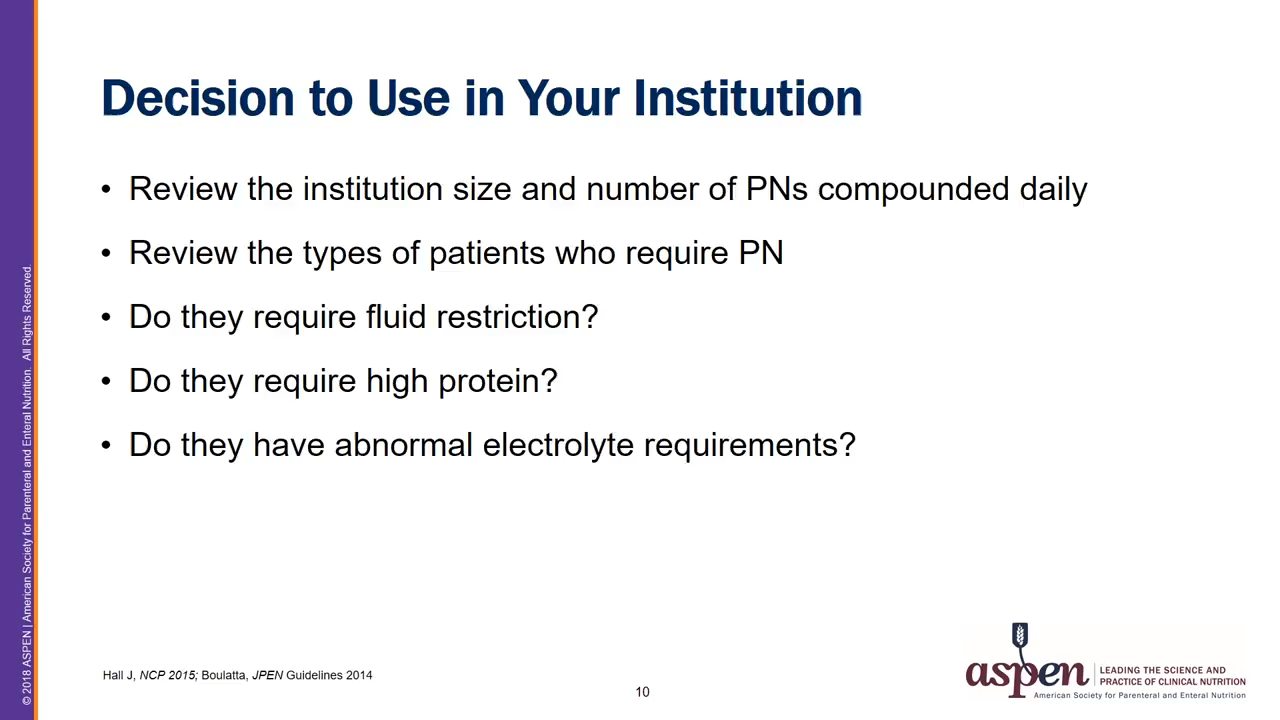 Decision to Use in Your Institution
• Review the institution size and number of PNs compounded daily
• Review the types of patients who require PN
• Do they require fluid restriction?
• Do they require high protein?
• Do they have abnormal electrolyte requirements?
© 2018 ASPEN | American Society for Parenteral and Enteral Nutrition. All Rights Reserved.
Hall J, NCP 2015; Boulatta, JPEN Guidelines 2014
10
aspen
LEADING THE SCIENCE AND
PRACTICE OF CLINICAL NUTRITION
American Society for Parenteral and Enteral Nutrition